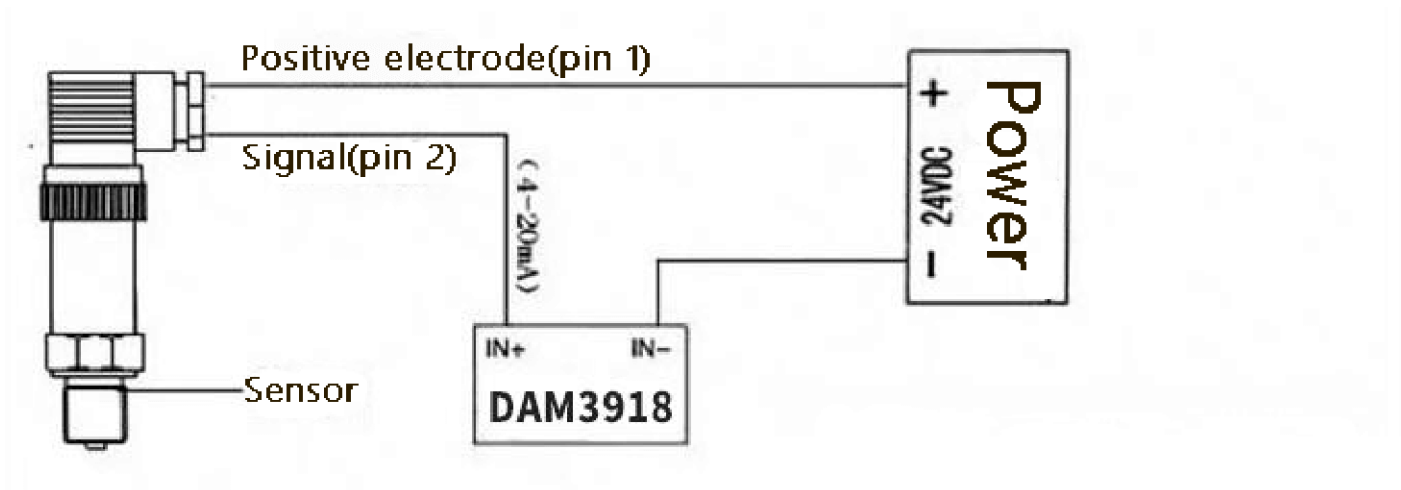 Positive electrode(pin 1)
Signal(pin 2)
(4-20mA)
+
24VDC
-
Power
IN+
IN-
DAM3918
Sensor